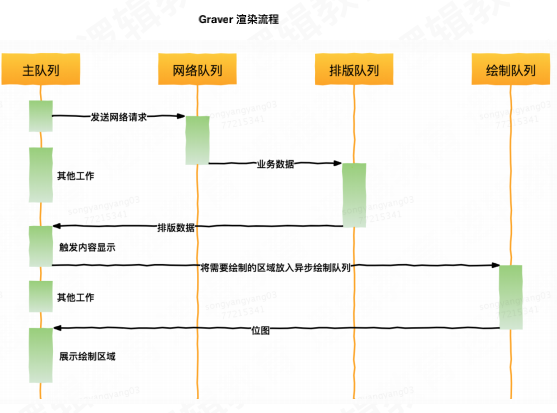 Graver 渲染流程
主队列
网络队列
排版队列
绘制队列
发送网络请求
业务数据
其他工作
排版数据
触发内容显示
将需要绘制的区域放入异步绘制队列
其他工作
位图
展示绘制区域